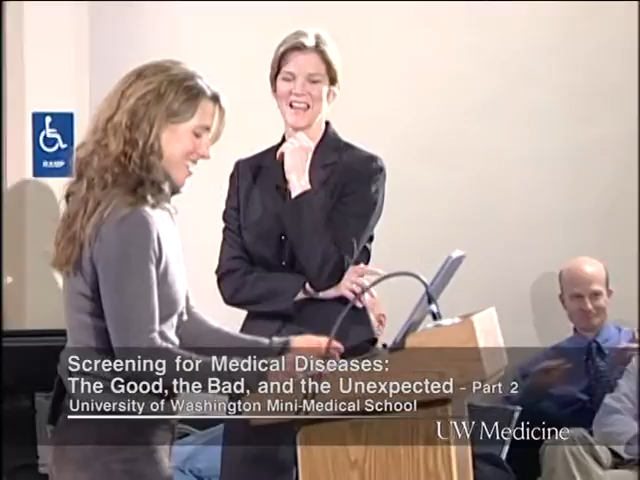 Screening for Medical Diseases:
The Good, the Bad, and the Unexpected - Part 2
University of Washington Mini-Medical School
UW Medicine